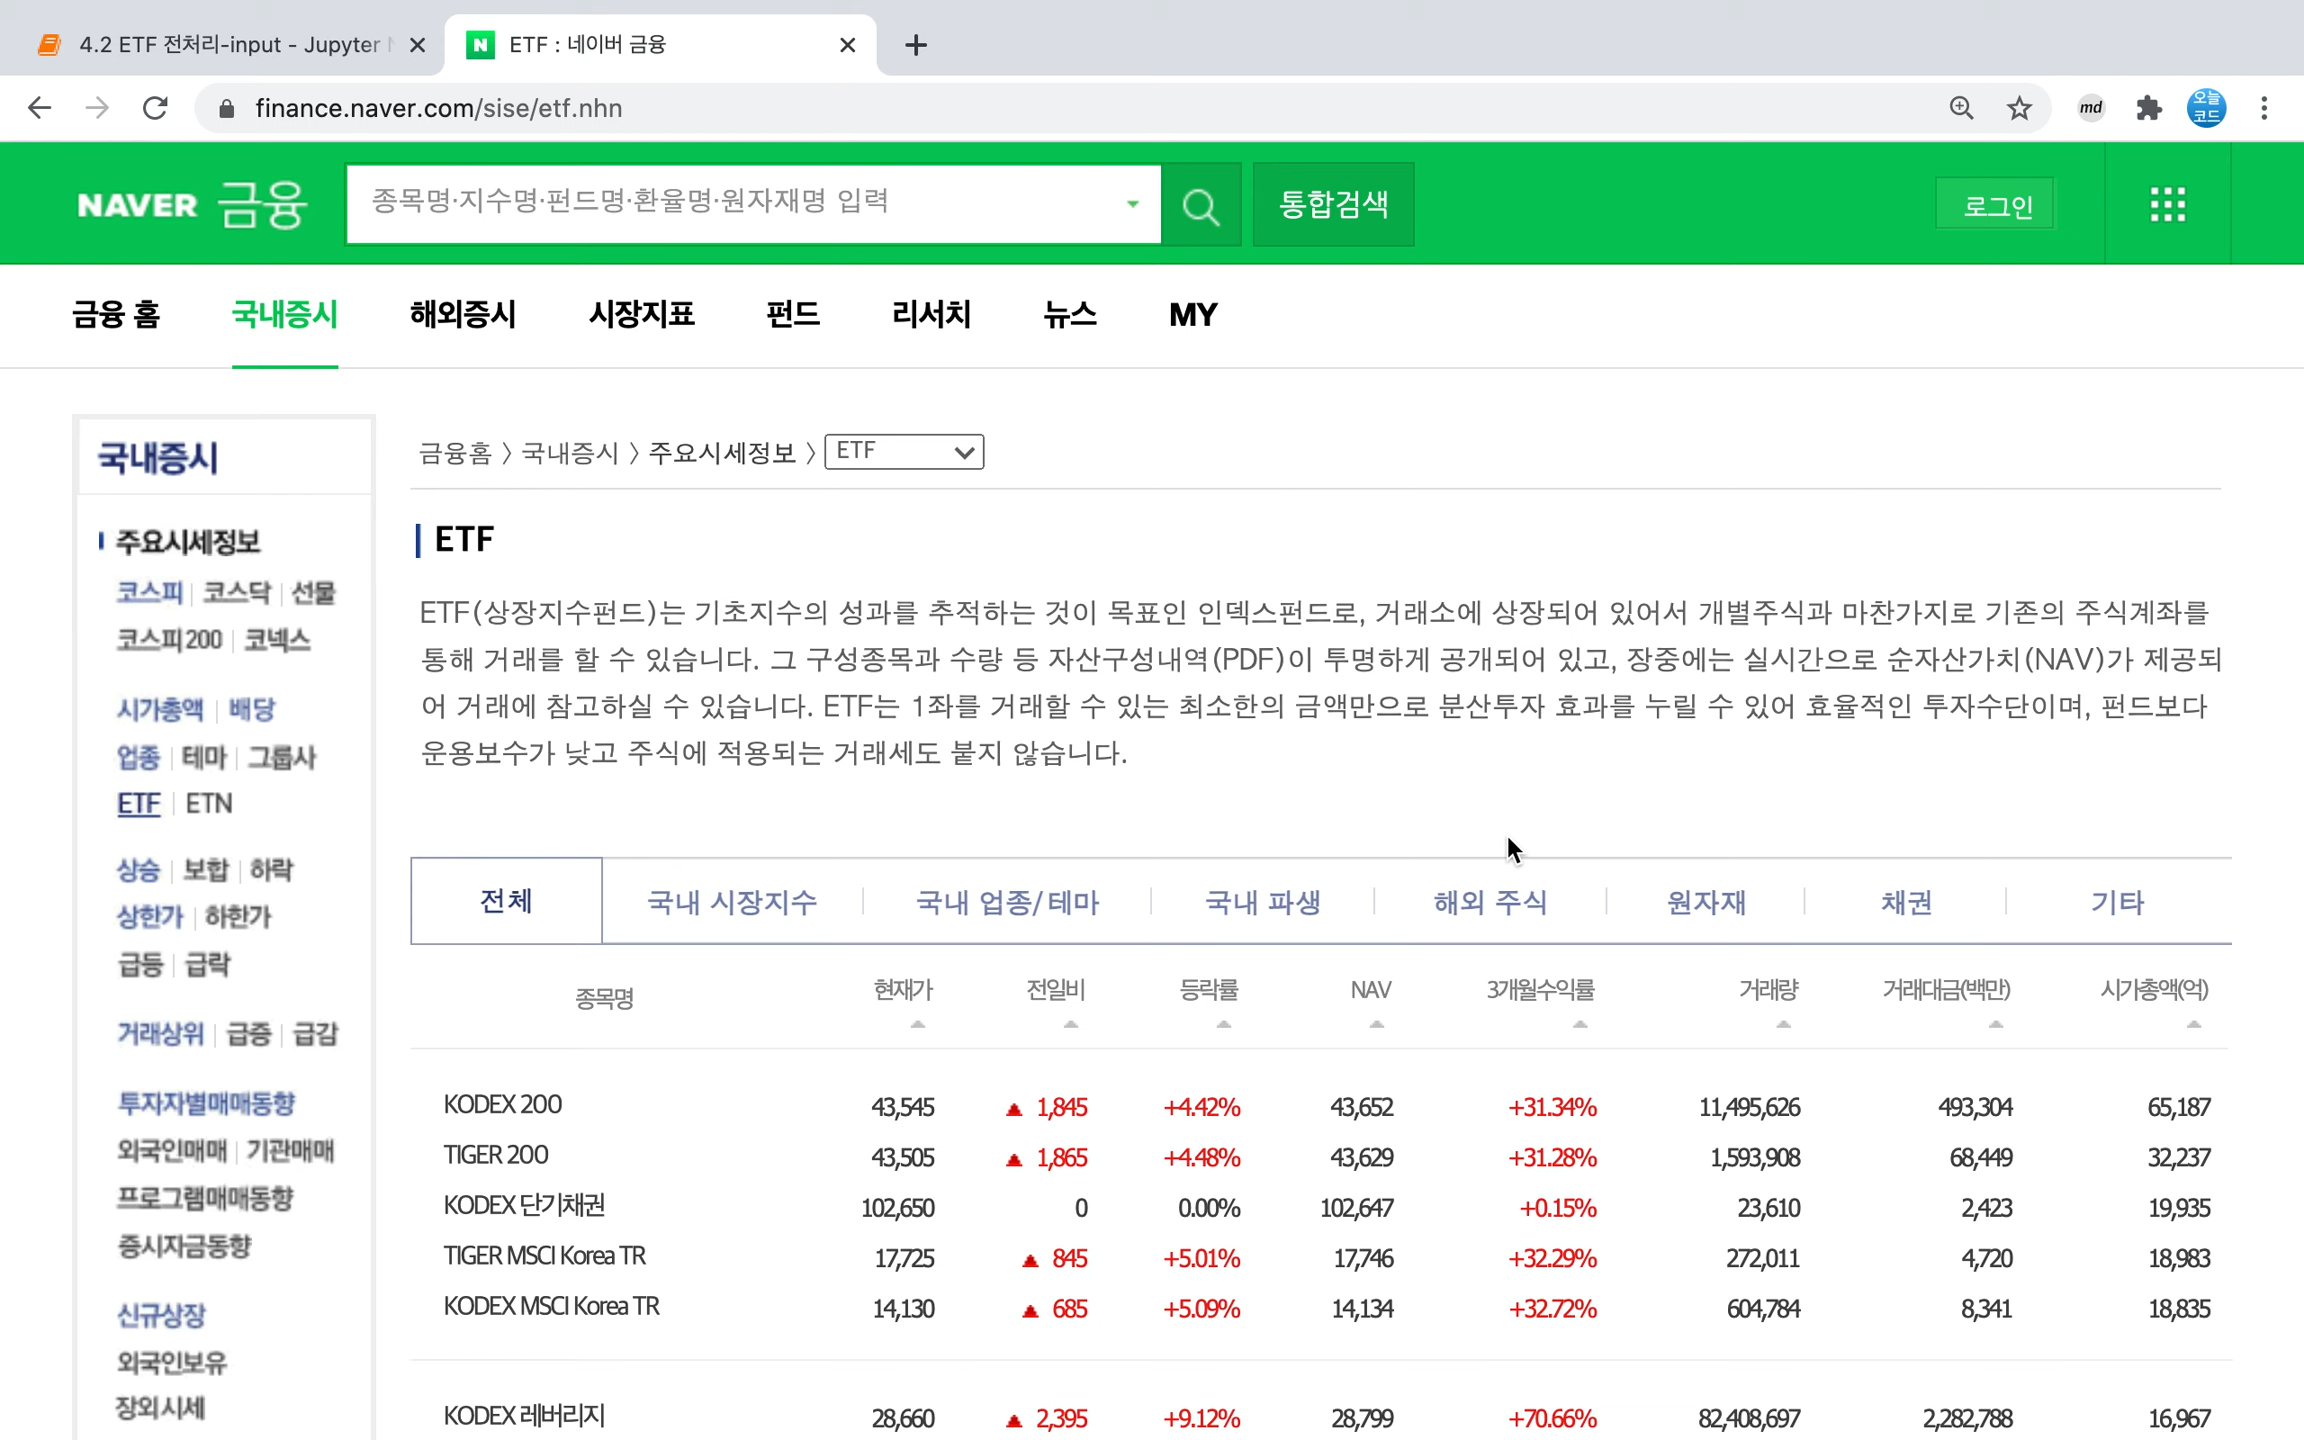 4.2 ETF 전처리-input - Jupyter N
ETF : 네이버 금융
finance.naver.com/sise/etf.nhn
md
오늘
코드
NAVER 금융
종목명·지수명·펀드명·환율명·원자재명 입력
통합검색
로그인
금융 홈 국내증시 해외증시 시장지표 펀드 리서치 뉴스 MY
국내증시
주요시세정보
코스피 코스닥 선물
코스피200 코넥스
시가총액 배당
업종 테마 그룹사
ETF ETN
상승 보합 하락
상한가 하한가
급등 급락
거래상위 급증 급감
투자자별매매동향
외국인매매 기관매매
프로그램매매동향
증시자금동향
신규상장
외국인보유
장외시세
금융홈 〉 국내증시 〉 주요시세정보 〉 ETF
ETF
ETF(상장지수펀드)는 기초지수의 성과를 추적하는 것이 목표인 인덱스펀드로, 거래소에 상장되어 있어서 개별주식과 마찬가지로 기존의 주식계좌를
통해 거래를 할 수 있습니다. 그 구성종목과 수량 등 자산구성내역(PDF)이 투명하게 공개되어 있고, 장중에는 실시간으로 순자산가치(NAV)가 제공되
어 거래에 참고하실 수 있습니다. ETF는 1좌를 거래할 수 있는 최소한의 금액만으로 분산투자 효과를 누릴 수 있어 효율적인 투자수단이며, 펀드보다
운용보수가 낮고 주식에 적용되는 거래세도 붙지 않습니다.
전체 국내 시장지수 국내 업종/테마 국내 파생 해외 주식 원자재 채권 기타
종목명 현재가 전일비 등락률 NAV 3개월수익률 거래량 거래대금(백만) 시가총액(억)
KODEX 200 43,545 ▲ 1,845 +4.42% 43,652 +31.34% 11,495,626 493,304 65,187
TIGER 200 43,505 ▲ 1,865 +4.48% 43,629 +31.28% 1,593,908 68,449 32,237
KODEX 단기채권 102,650 0 0.00% 102,647 +0.15% 23,610 2,423 19,935
TIGER MSCI Korea TR 17,725 ▲ 845 +5.01% 17,746 +32.29% 272,011 4,720 18,983
KODEX MSCI Korea TR 14,130 ▲ 685 +5.09% 14,134 +32.72% 604,784 8,341 18,835
KODEX 레버리지 28,660 ▲ 2,395 +9.12% 28,799 +70.66% 82,408,697 2,282,788 16,967